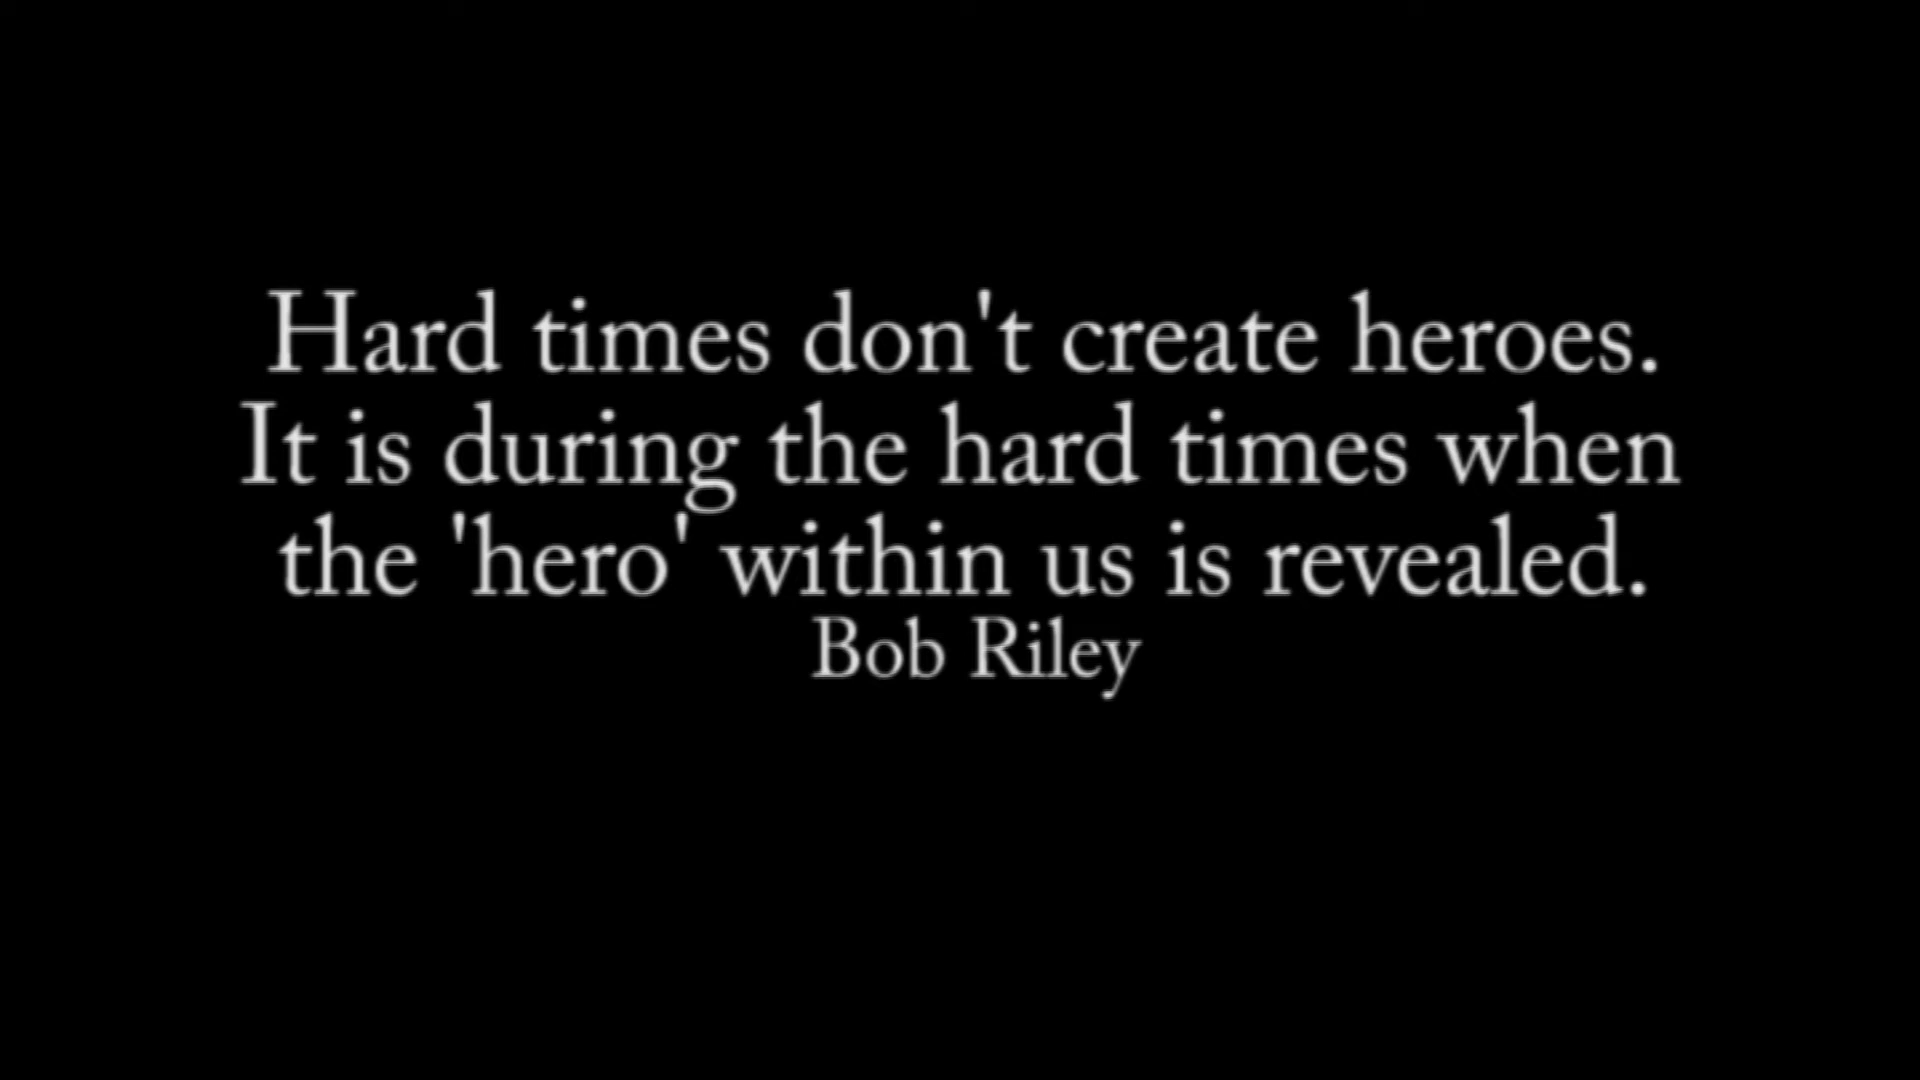 Hard times don't create heroes.
It is during the hard times when
the 'hero' within us is revealed.
Bob Riley